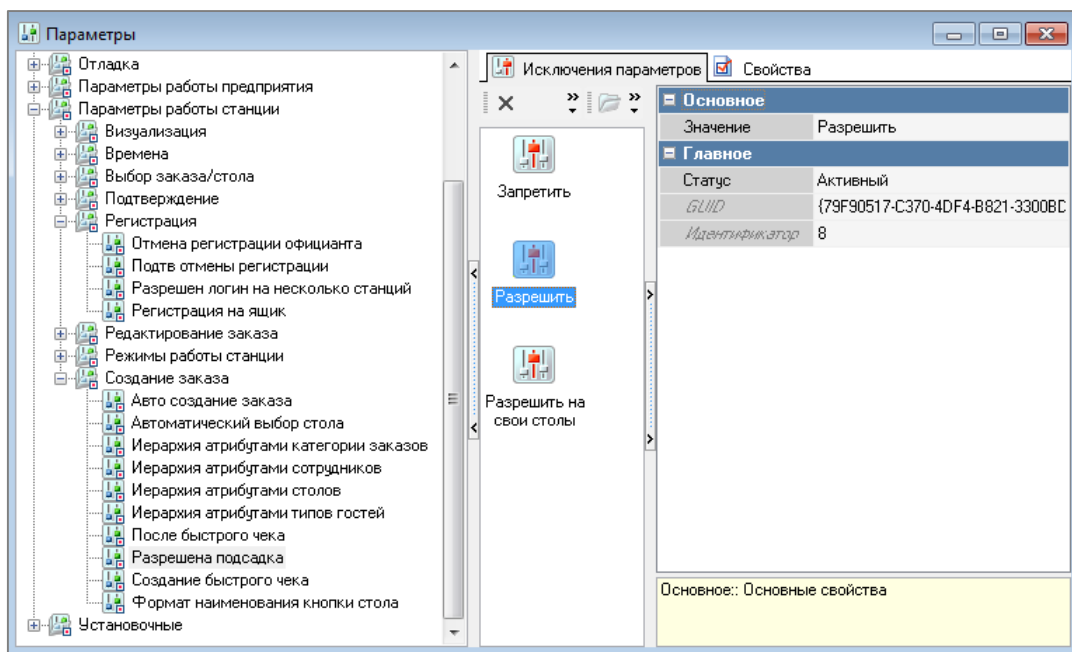 Параметры
Отладка
Параметры работы предприятия
Параметры работы станции
Визуализация
Времена
Выбор заказа/стола
Подтверждение
Регистрация
Отмена регистрации официанта
Подтв отмены регистрации
Разрешен логин на несколько станций
Регистрация на ящик
Редактирование заказа
Режимы работы станции
Создание заказа
Авто создание заказа
Автоматический выбор стола
Иерархия атрибутами категории заказов
Иерархия атрибутами сотрудников
Иерархия атрибутами столов
Иерархия атрибутами типов гостей
После быстрого чека
Разрешена подсадка
Создание быстрого чека
Формат наименования кнопки стола
Установочные
Исключения параметров
Свойства
Запретить
Разрешить
Разрешить на
свои столы
Основное
Значение Разрешить
Главное
Статус Активный
GUID {79F90517-C370-4DF4-B821-3300BD
Идентификатор 8
Основное:: Основные свойства